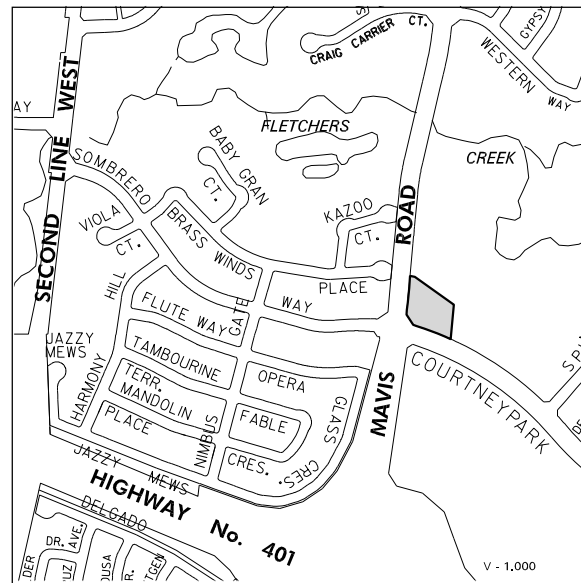 CRAIG CARRIER CT.
GYPSY
WESTERN WAY
SECOND LINE WEST
AY
FLETCHERS
CREEK
SOMBRERO
BABY GRAN
CT.
VIOLA
CT.
KAZOO
CT.
ROAD
BRASS WINDS
PLACE
HILL
FLUTE WAY
GATE
WAY
JAZZY
MEWS
TAMBOURINE
TERR.
OPERA
MANDOLIN
PLACE
HARMONY
FABLE
CRES.
GLASS
CRES.
NIMBUS
MAVIS
COURTNEYPARK
JAZZY MEWS
HIGHWAY No. 401
DELGADO
DR.
AVE.
V - 1.000